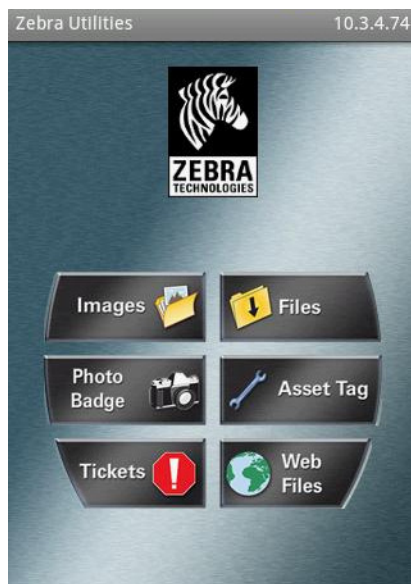 Zebra Utilities 10.3.4.74
ZEBRA
TECHNOLOGIES
Images
Files
Photo
Badge
Asset Tag
Tickets
Web
Files